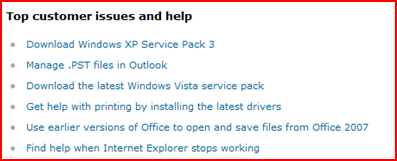 Top customer issues and help
Download Windows XP Service Pack 3
Manage .PST files in Outlook
Download the latest Windows Vista service pack
Get help with printing by installing the latest drivers
Use earlier versions of Office to open and save files from Office 2007
Find help when Internet Explorer stops working